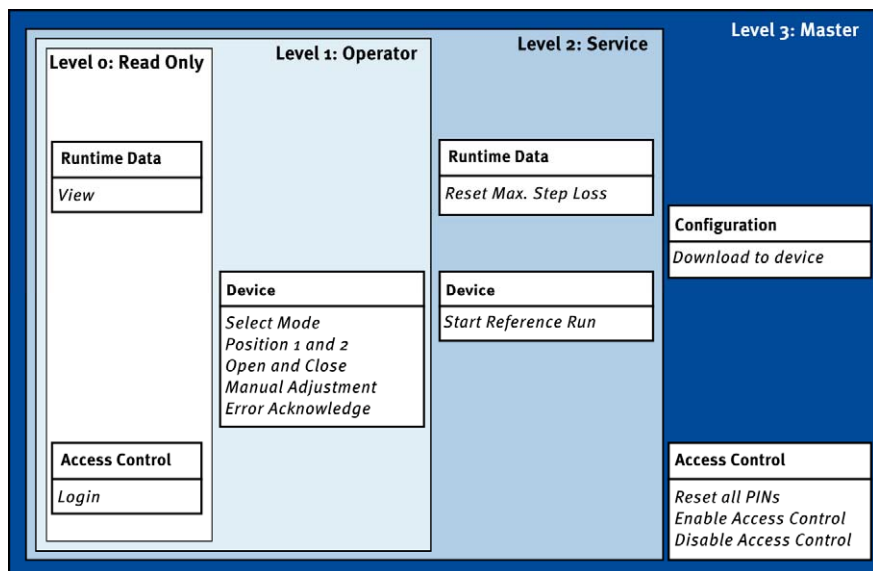 Level 3: Master
Level 2: Service
Level 1: Operator
Level 0: Read Only
Runtime Data
View
Access Control
Login
Device
Select Mode
Position 1 and 2
Open and Close
Manual Adjustment
Error Acknowledge
Runtime Data
Reset Max. Step Loss
Device
Start Reference Run
Configuration
Download to device
Access Control
Reset all PINs
Enable Access Control
Disable Access Control